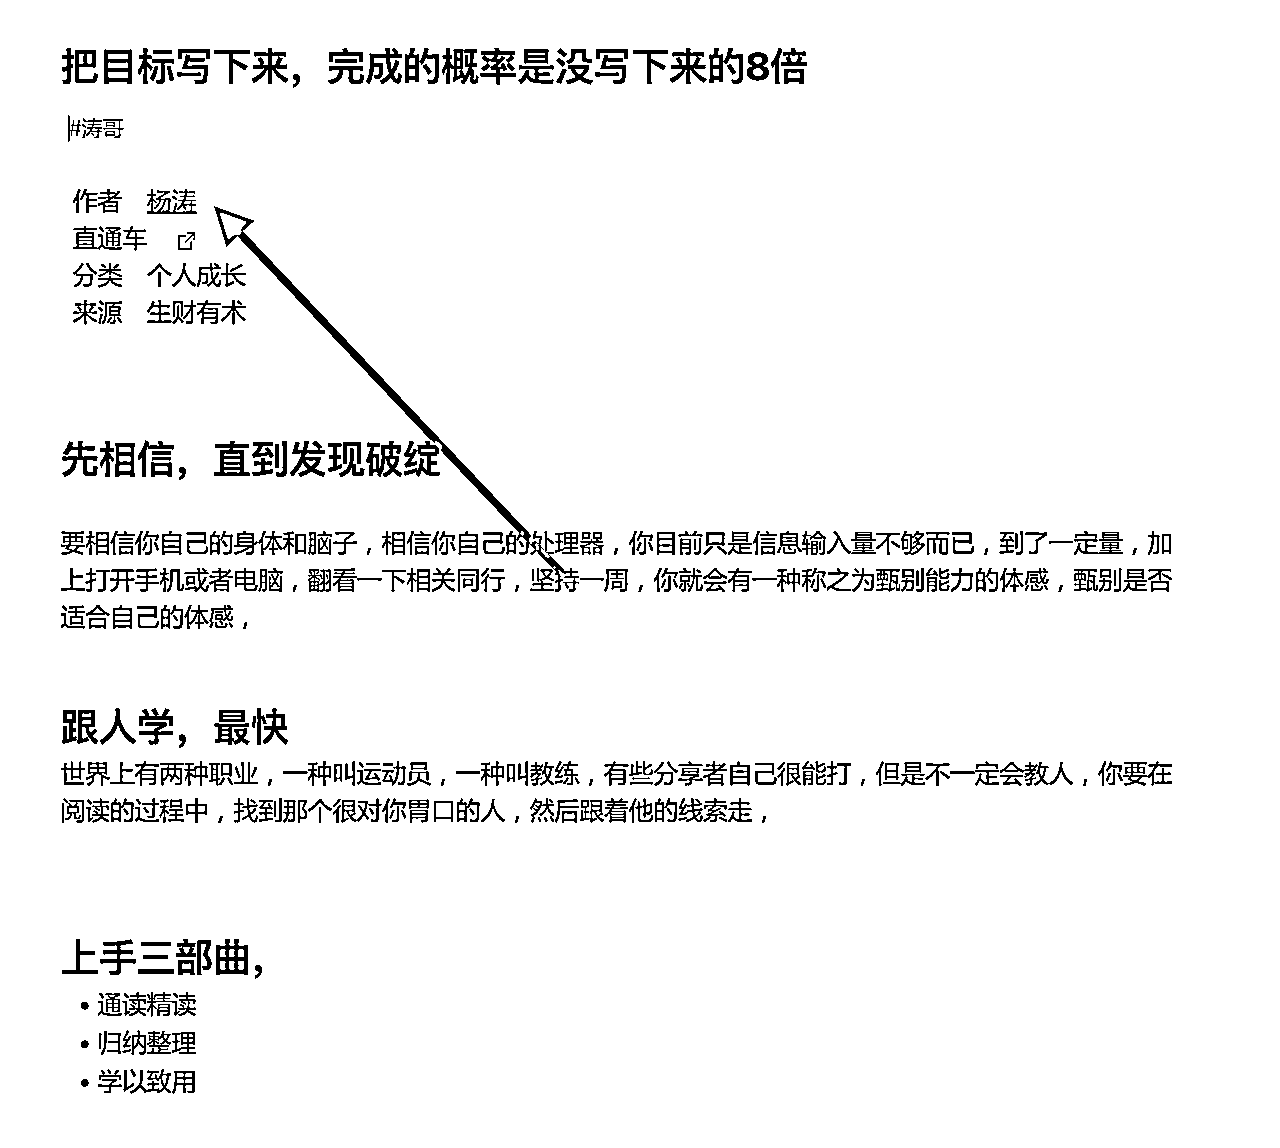 把目标写下来，完成的概率是没写下来的8倍
#涛哥
作者 杨涛
直通车
分类 个人成长
来源 生财有术
先相信，直到发现破绽
要相信你自己的身体和脑子，相信你自己的处理器，你目前只是信息输入量不够而已，到了一定量，加
上打开手机或者电脑，翻看一下相关同行，坚持一周，你就会有一种称之为甄别能力的体感，甄别是否
适合自己的体感，
跟人学，最快
世界上有两种职业，一种叫运动员，一种叫教练，有些分享者自己很能打，但是不一定会教人，你要在
阅读的过程中，找到那个很对你胃口的人，然后跟着他的线索走，
上手三部曲，
• 通读精读
• 归纳整理
• 学以致用